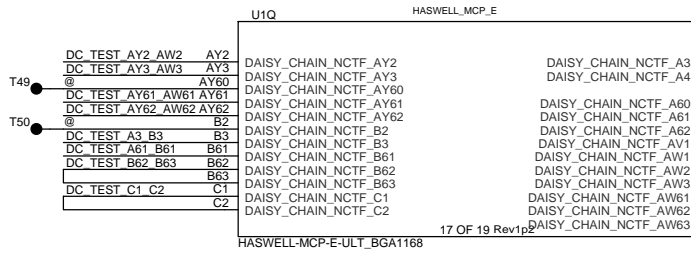 U1Q HASWELL_MCP_E
DC_TEST_AY2_AW2 AY2 DAISY_CHAIN_NCTF_AY2 DAISY_CHAIN_NCTF_A3
DC_TEST_AY3_AW3 AY3 DAISY_CHAIN_NCTF_AY3 DAISY_CHAIN_NCTF_A4
T49 @ AY60 DAISY_CHAIN_NCTF_AY60
DC_TEST_AY61_AW61 AY61 DAISY_CHAIN_NCTF_AY61 DAISY_CHAIN_NCTF_A60
DC_TEST_AY62_AW62 AY62 DAISY_CHAIN_NCTF_AY62 DAISY_CHAIN_NCTF_A61
T50 @ B2 DAISY_CHAIN_NCTF_B2 DAISY_CHAIN_NCTF_A62
DC_TEST_A3_B3 B3 DAISY_CHAIN_NCTF_B3 DAISY_CHAIN_NCTF_AV1
DC_TEST_A61_B61 B61 DAISY_CHAIN_NCTF_B61 DAISY_CHAIN_NCTF_AW1
DC_TEST_B62_B63 B62 DAISY_CHAIN_NCTF_B62 DAISY_CHAIN_NCTF_AW2
B63 DAISY_CHAIN_NCTF_B63 DAISY_CHAIN_NCTF_AW3
DC_TEST_C1_C2 C1 DAISY_CHAIN_NCTF_C1 DAISY_CHAIN_NCTF_AW61
C2 DAISY_CHAIN_NCTF_C2 DAISY_CHAIN_NCTF_AW62
17 OF 19 Rev1p2 DAISY_CHAIN_NCTF_AW63
HASWELL-MCP-E-ULT_BGA1168